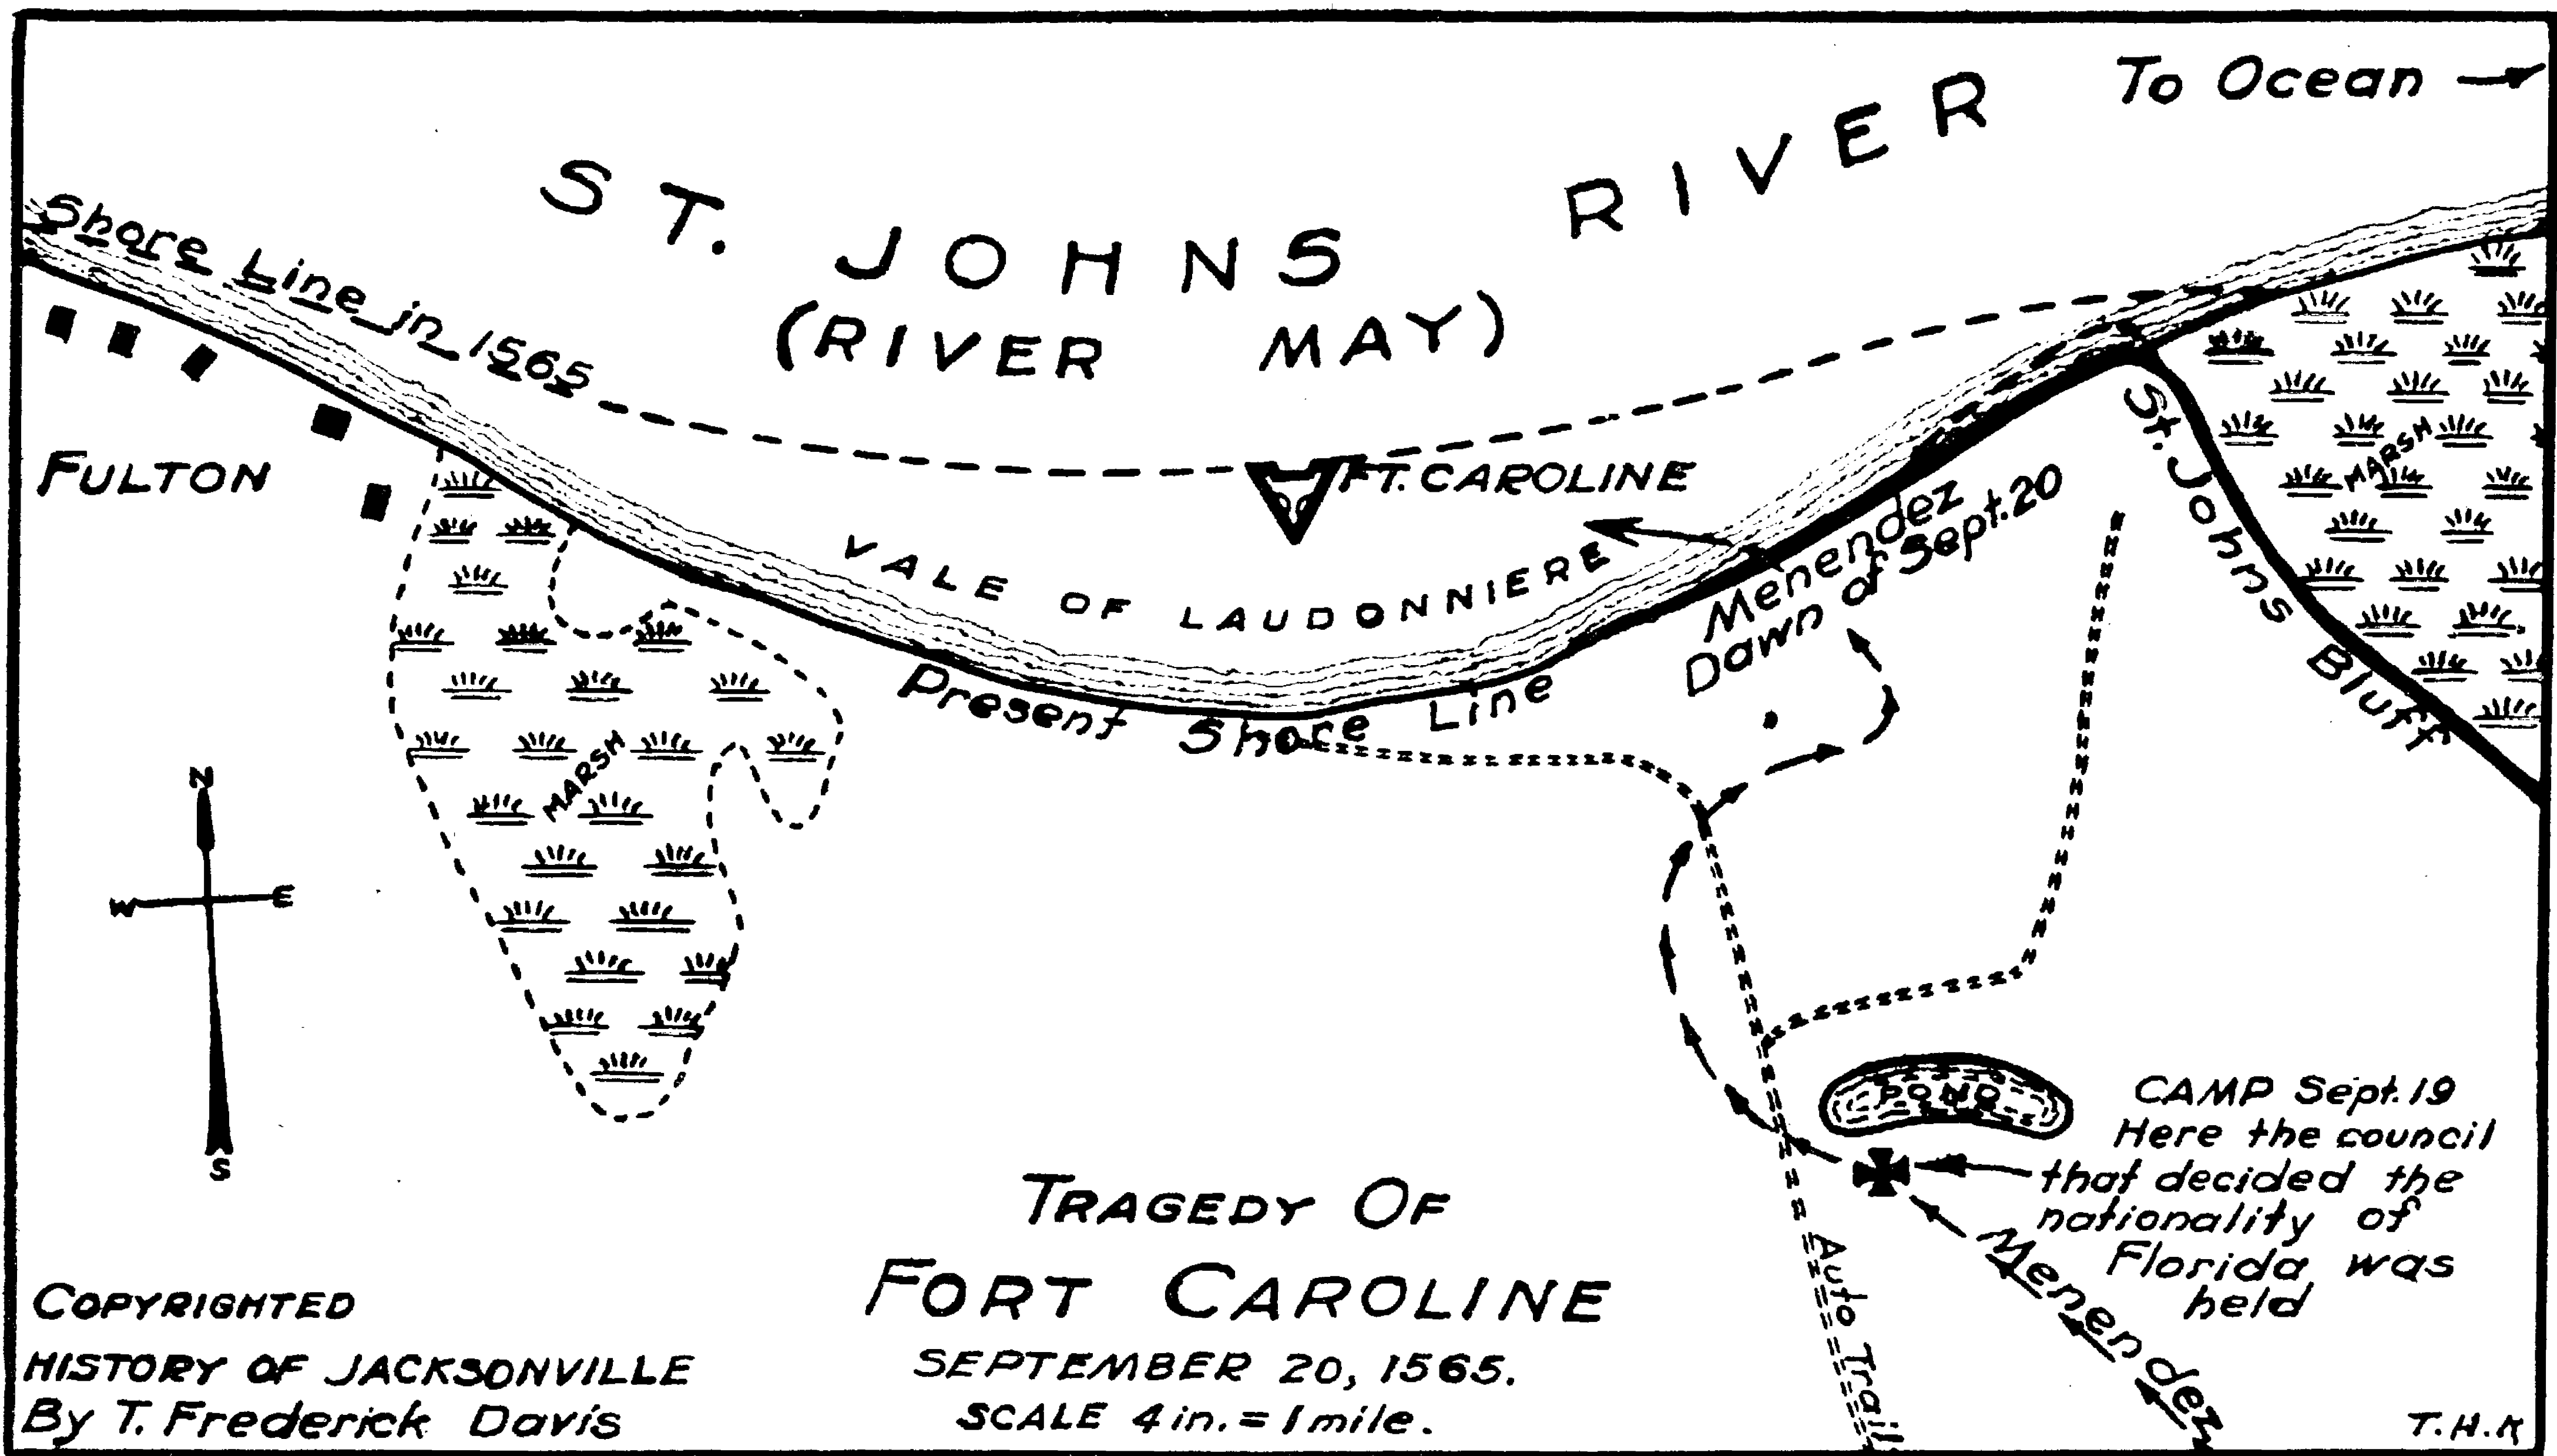 To Ocean
ST. JOHNS RIVER
(RIVER MAY)
Shore Line in 1565
FULTON
FT. CAROLINE
VALE OF LAUDONNIERE
Menendez
Dawn of Sept. 20
St. Johns Bluff
MARSH
Present Shore Line
MARSH
N
W
E
S
POND
CAMP Sept. 19
Here the council
that decided the
nationality of
Florida was
held
Menendez
Auto Trail
TRAGEDY OF
FORT CAROLINE
SEPTEMBER 20, 1565.
SCALE 4 in. = 1 mile.
COPYRIGHTED
HISTORY OF JACKSONVILLE
By T. Frederick Davis
T.H.K